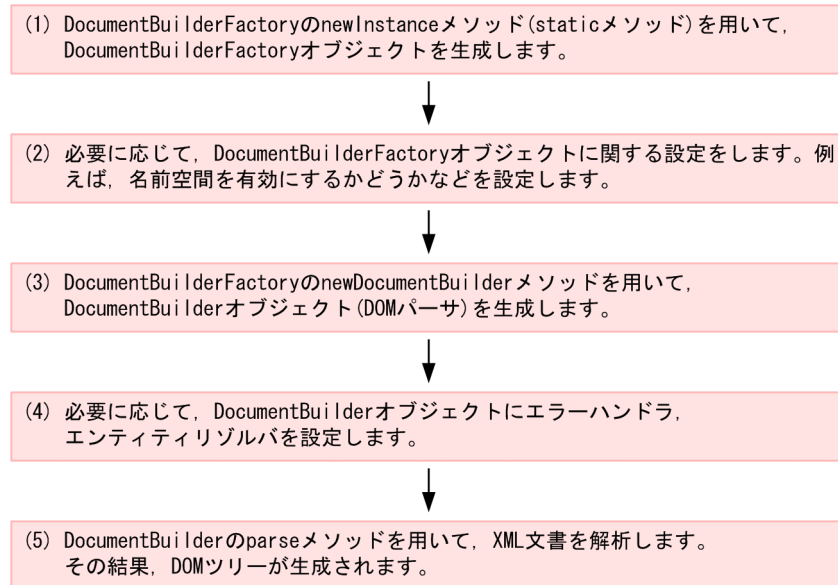 (1) DocumentBuilderFactoryのnewInstanceメソッド(staticメソッド)を用いて，
DocumentBuilderFactoryオブジェクトを生成します。
(2) 必要に応じて，DocumentBuilderFactoryオブジェクトに関する設定をします。例
えば，名前空間を有効にするかどうかなどを設定します。
(3) DocumentBuilderFactoryのnewDocumentBuilderメソッドを用いて，
DocumentBuilderオブジェクト(DOMパーサ)を生成します。
(4) 必要に応じて，DocumentBuilderオブジェクトにエラーハンドラ，
エンティティリゾルバを設定します。
(5) DocumentBuilderのparseメソッドを用いて，XML文書を解析します。
その結果，DOMツリーが生成されます。